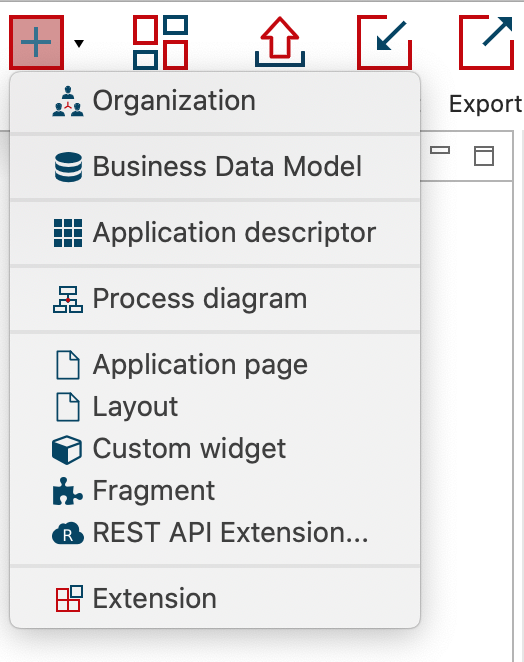 Export
Organization
Business Data Model
Application descriptor
Process diagram
Application page
Layout
Custom widget
Fragment
R
REST API Extension...
Extension